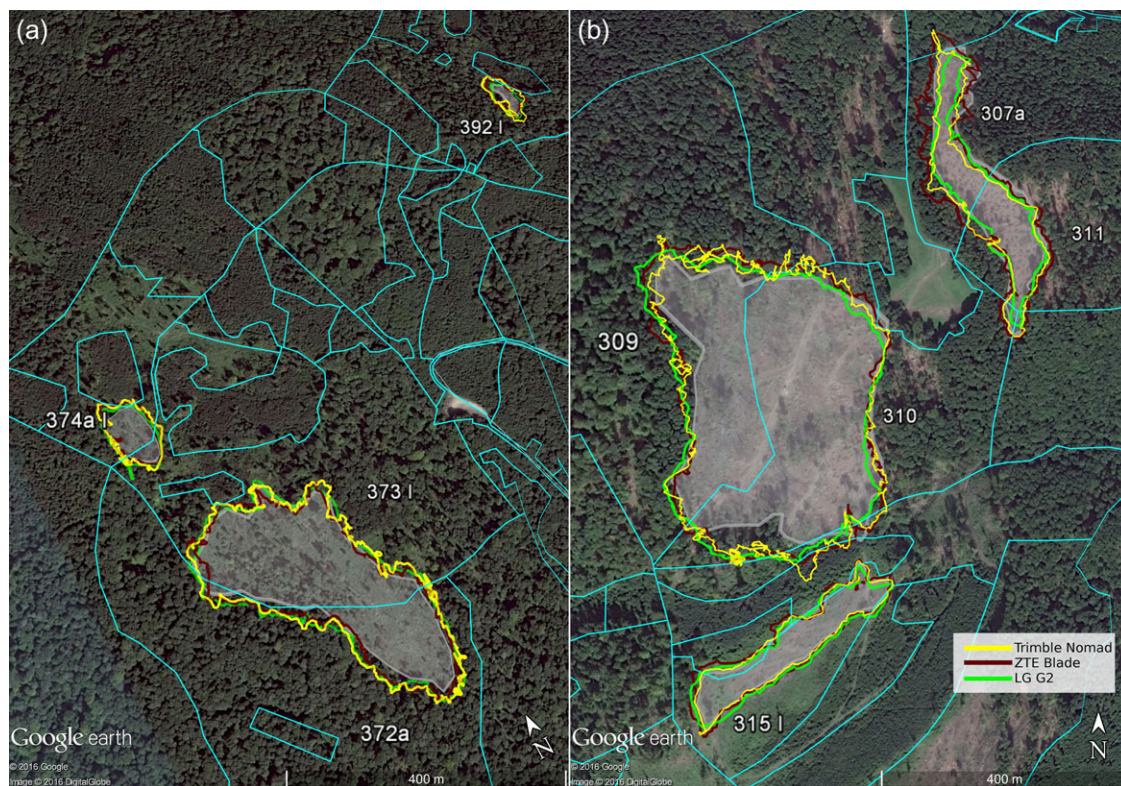 (a)
392 l
374a l
373 l
372a
Google earth
© 2016 Google
Image © 2016 DigitalGlobe
400 m
N
(b)
307a
311
309
310
Trimble Nomad
ZTE Blade
LG G2
315 l
Google earth
© 2016 Google
Image © 2016 DigitalGlobe
400 m
N